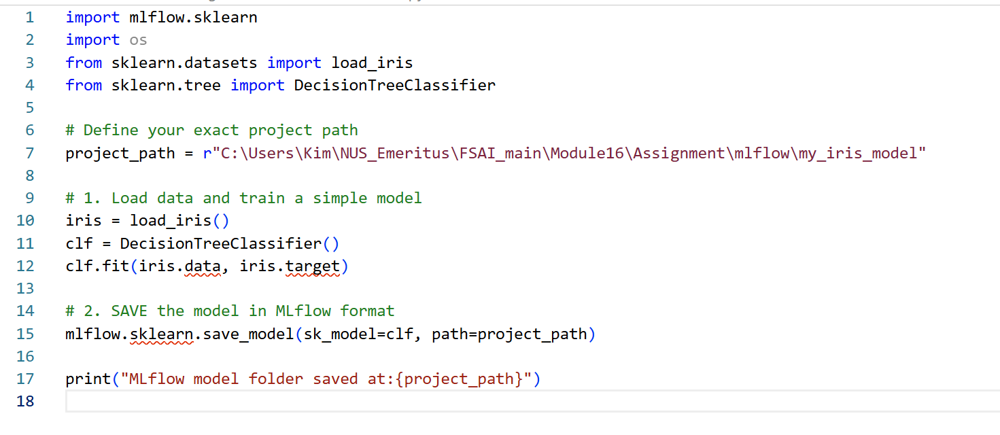 1 import mlflow.sklearn
2 import os
3 from sklearn.datasets import load_iris
4 from sklearn.tree import DecisionTreeClassifier
5
6 # Define your exact project path
7 project_path = r"C:\Users\Kim\NUS_Emeritus\FSAI_main\Module16\Assignment\mlflow\my_iris_model"
8
9 # 1. Load data and train a simple model
10 iris = load_iris()
11 clf = DecisionTreeClassifier()
12 clf.fit(iris.data, iris.target)
13
14 # 2. SAVE the model in MLflow format
15 mlflow.sklearn.save_model(sk_model=clf, path=project_path)
16
17 print("MLflow model folder saved at:{project_path}")
18